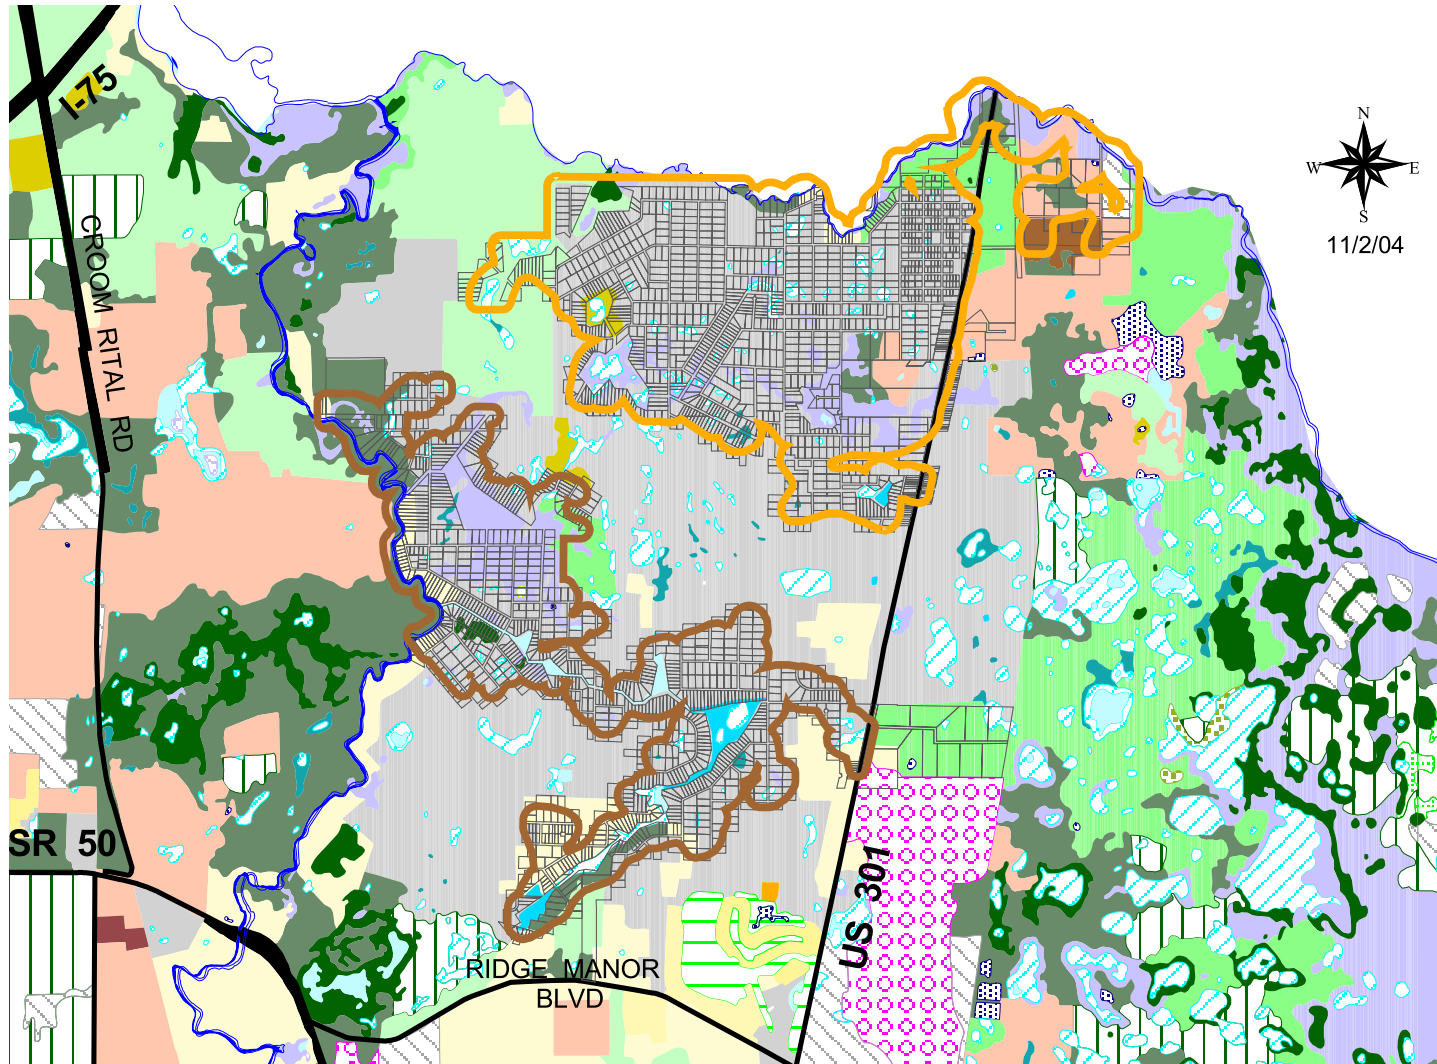 I-75
N
W E
S
11/2/04
CROOM RITAL RD
SR 50
US 301
RIDGE MANOR
BLVD